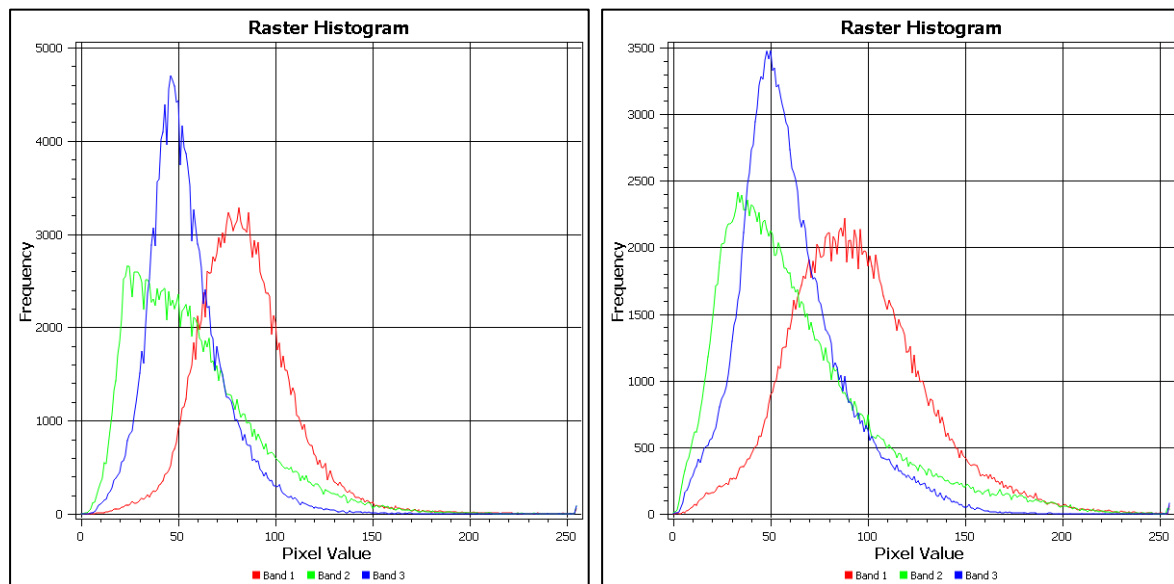 Raster Histogram
5000
4000
3000
2000
1000
0
Frequency
0 50 100 150 200 250
Pixel Value
Band 1 Band 2 Band 3
Raster Histogram
3500
3000
2500
2000
1500
1000
500
0
Frequency
0 50 100 150 200 250
Pixel Value
Band 1 Band 2 Band 3